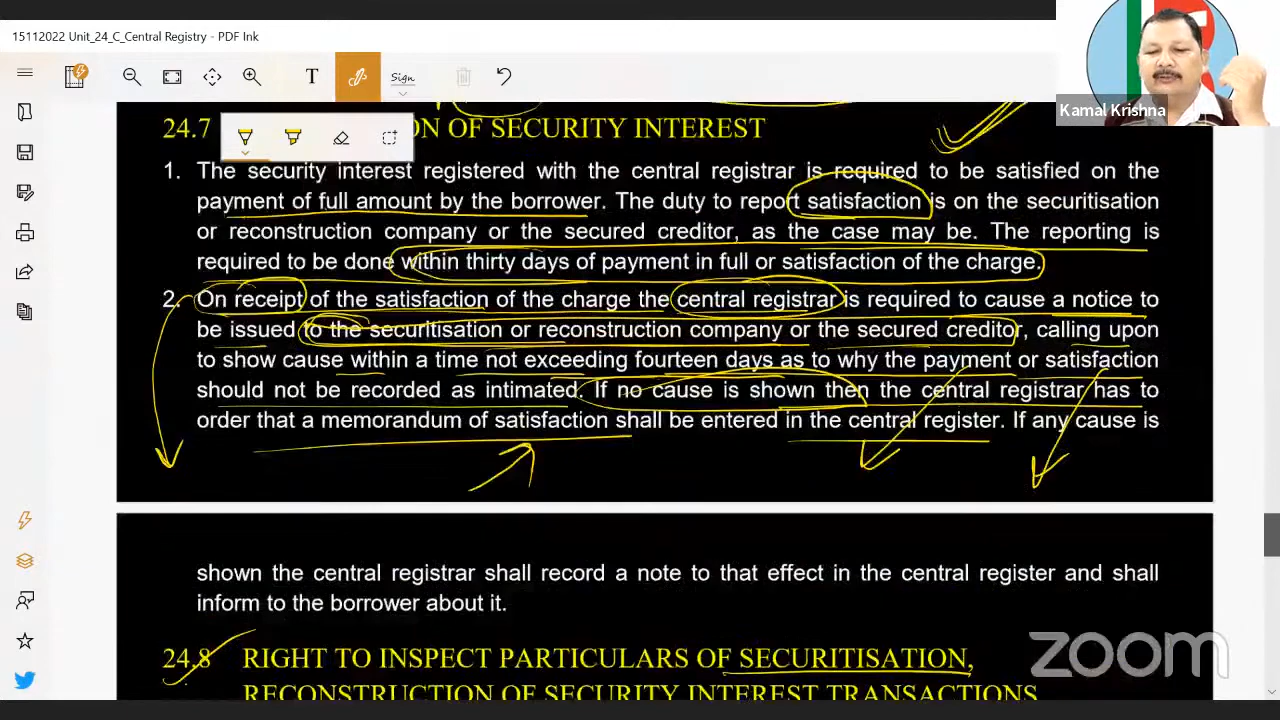 15112022 Unit_24_C_Central Registry - PDF Ink
Kamal Krishna
T
Sign
24.7 ON OF SECURITY INTEREST
1. The security interest registered with the central registrar is required to be satisfied on the
payment of full amount by the borrower. The duty to report satisfaction is on the securitisation
or reconstruction company or the secured creditor, as the case may be. The reporting is
required to be done within thirty days of payment in full or satisfaction of the charge.
2. On receipt of the satisfaction of the charge the central registrar is required to cause a notice to
be issued to the securitisation or reconstruction company or the secured creditor, calling upon
to show cause within a time not exceeding fourteen days as to why the payment or satisfaction
should not be recorded as intimated. If no cause is shown then the central registrar has to
order that a memorandum of satisfaction shall be entered in the central register. If any cause is
shown the central registrar shall record a note to that effect in the central register and shall
inform to the borrower about it.
24.8 RIGHT TO INSPECT PARTICULARS OF SECURITISATION,
RECONSTRUCTION OF SECURITY INTEREST TRANSACTIONS
zoom